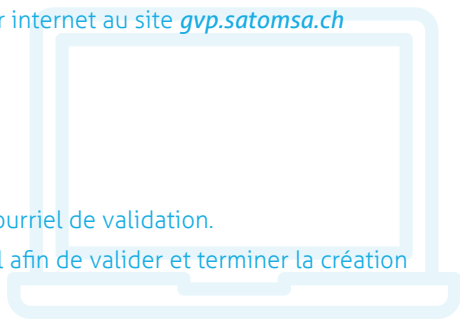 r internet au site gvp.satomsa.ch
ourriel de validation.
l afin de valider et terminer la création